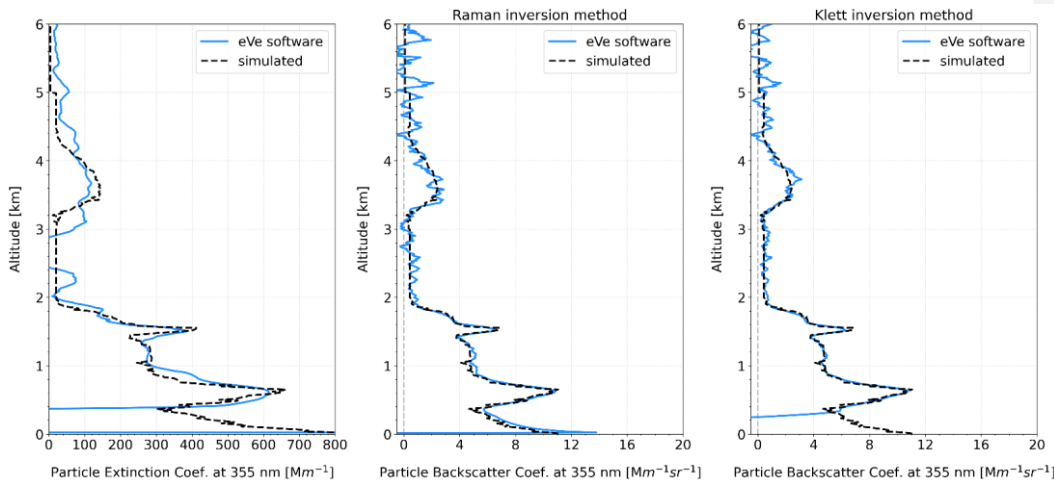 Raman inversion method
Klett inversion method
eVe software
simulated
eVe software
simulated
eVe software
simulated
6
5
4
3
2
1
0
6
5
4
3
2
1
0
6
5
4
3
2
1
0
Altitude [km]
Altitude [km]
Altitude [km]
0 100 200 300 400 500 600 700 800
0 4 8 12 16 20
0 4 8 12 16 20
Particle Extinction Coef. at 355 nm [Mm⁻¹]
Particle Backscatter Coef. at 355 nm [Mm⁻¹sr⁻¹]
Particle Backscatter Coef. at 355 nm [Mm⁻¹sr⁻¹]